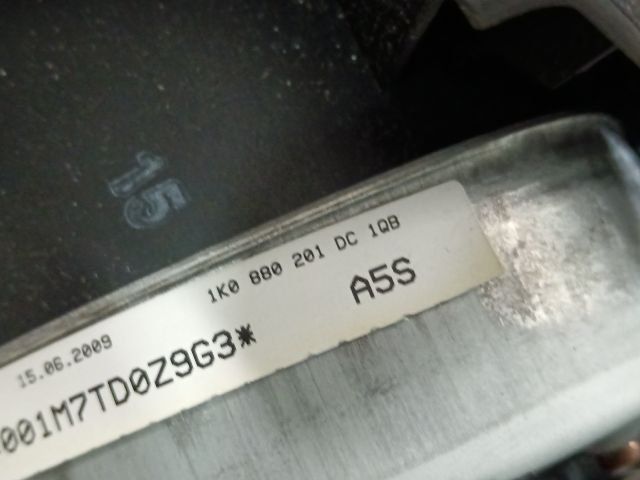 15
1K0 880 201 DC 1QB
A5S
15.06.2009
001M7TD0Z9G3*